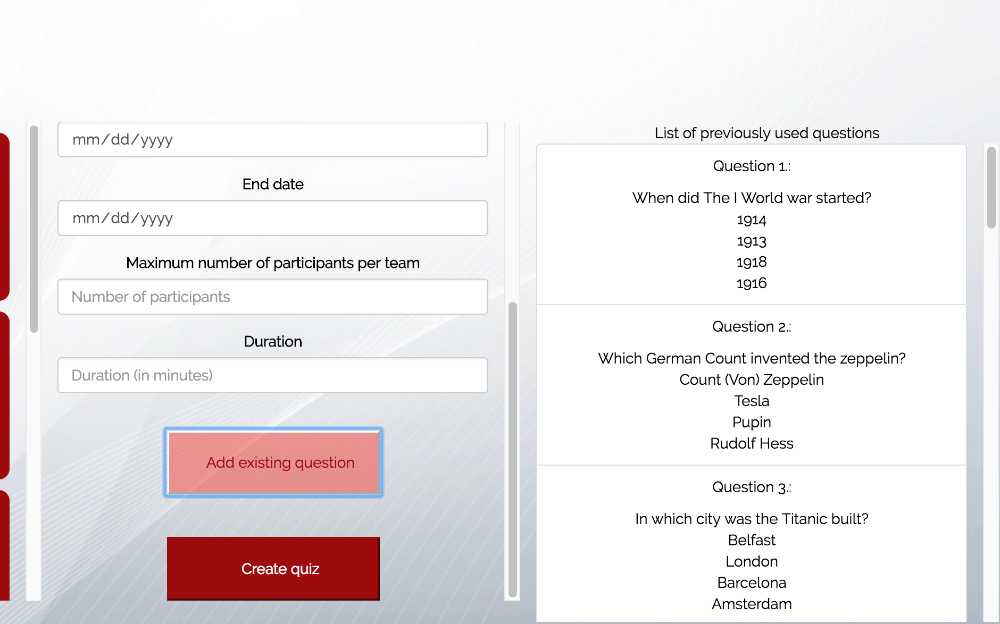 mm/dd/yyyy
End date
mm/dd/yyyy
Maximum number of participants per team
Number of participants
Duration
Duration (in minutes)
Add existing question
Create quiz
List of previously used questions
Question 1.:
When did The I World war started?
1914
1913
1918
1916
Question 2.:
Which German Count invented the zeppelin?
Count (Von) Zeppelin
Tesla
Pupin
Rudolf Hess
Question 3.:
In which city was the Titanic built?
Belfast
London
Barcelona
Amsterdam